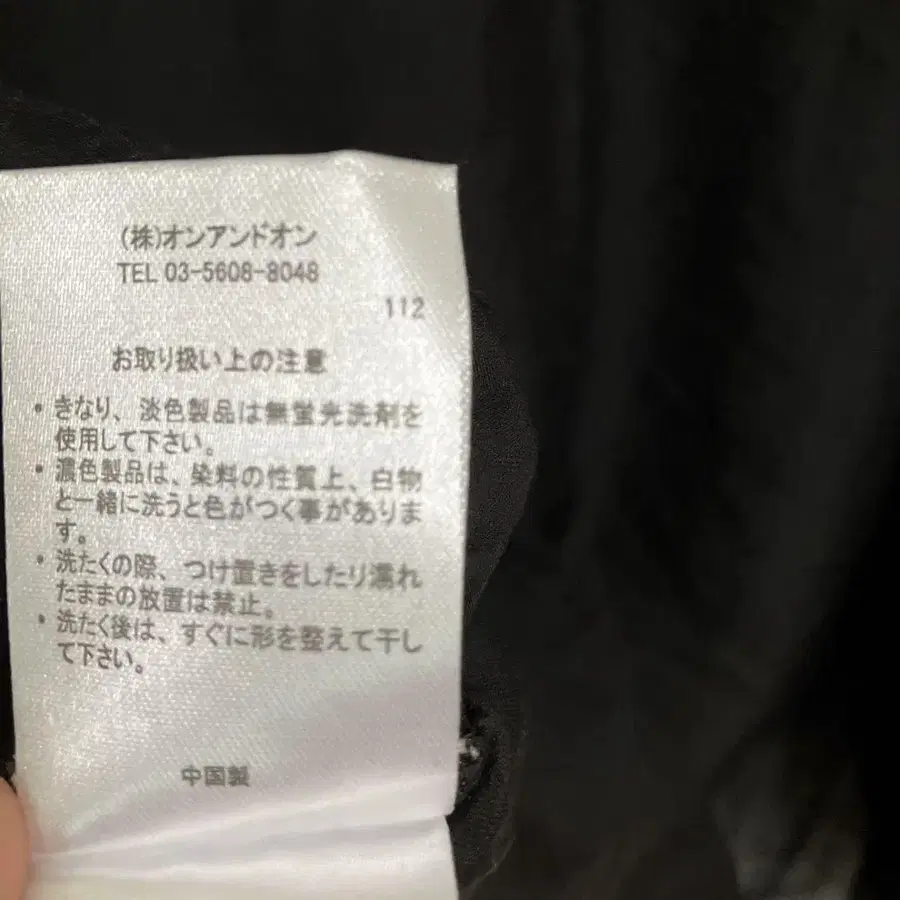 (株)オンアンドオン
TEL 03-5608-8048
112
お取り扱い上の注意
・きなり、淡色製品は無蛍光洗剤を
使用して下さい。
・濃色製品は、染料の性質上、白物
と一緒に洗うと色がつく事がありま
す。
・洗たくの際、つけ置きをしたり濡れ
たままの放置は禁止。
・洗たく後は、すぐに形を整えて干し
て下さい。
中国製